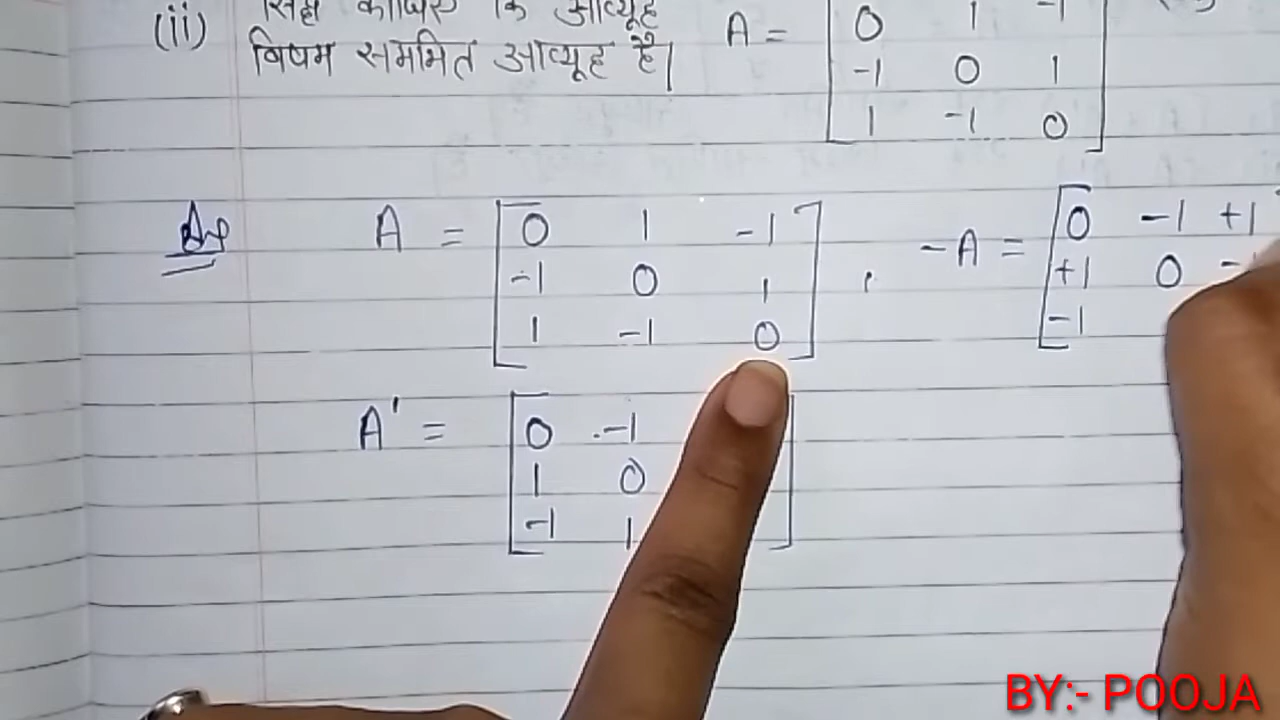 (ii) सिद्ध कीजिए कि आव्यूह
विषम सममित आव्यूह है। A =
0 1 -1
-1 0 1
1 -1 0
Ans A = 0 1 -1
-1 0 1
1 -1 0
, -A = 0 -1 +1
+1 0 -
-1
A' = 0 -1
1 0
-1 1
BY:- POOJA